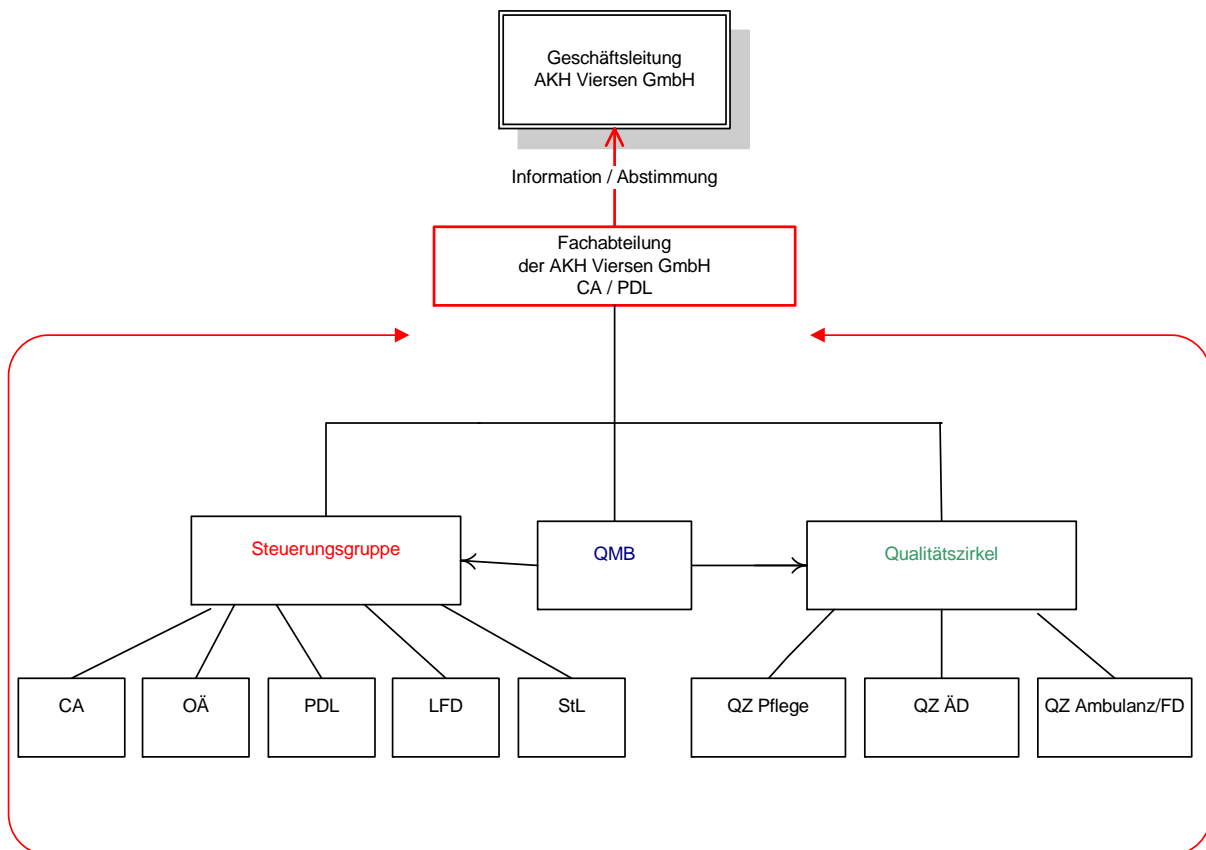 Geschäftsleitung
AKH Viersen GmbH
Information / Abstimmung
Fachabteilung
der AKH Viersen GmbH
CA / PDL
Steuerungsgruppe
QMB
Qualitätszirkel
CA
OÄ
PDL
LFD
StL
QZ Pflege
QZ ÄD
QZ Ambulanz/FD